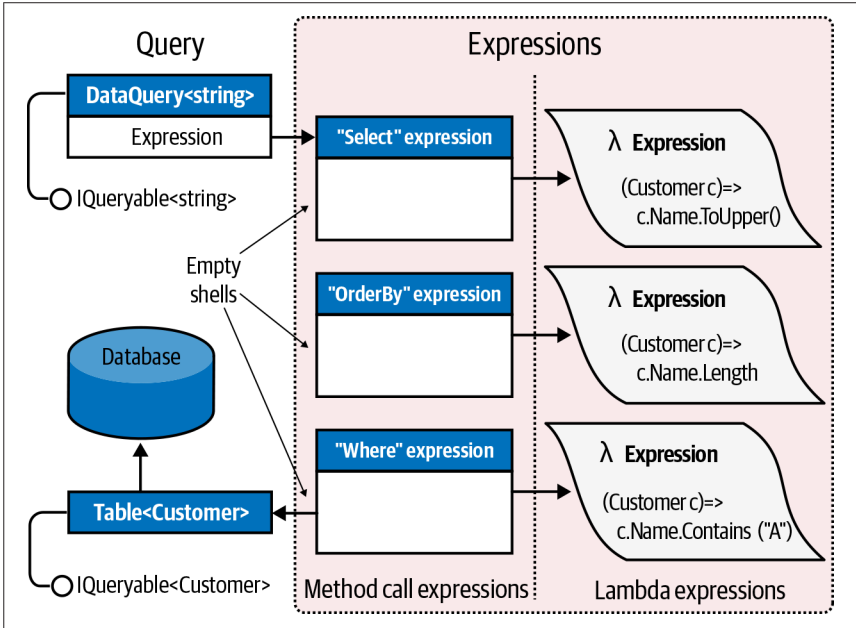 Query
Expressions
DataQuery<string>
Expression
IQueryable<string>
"Select" expression
λ Expression
(Customer c)=>
c.Name.ToUpper()
Empty
shells
"OrderBy" expression
λ Expression
(Customer c)=>
c.Name.Length
Database
"Where" expression
λ Expression
(Customer c)=>
c.Name.Contains ("A")
Table<Customer>
IQueryable<Customer>
Method call expressions
Lambda expressions